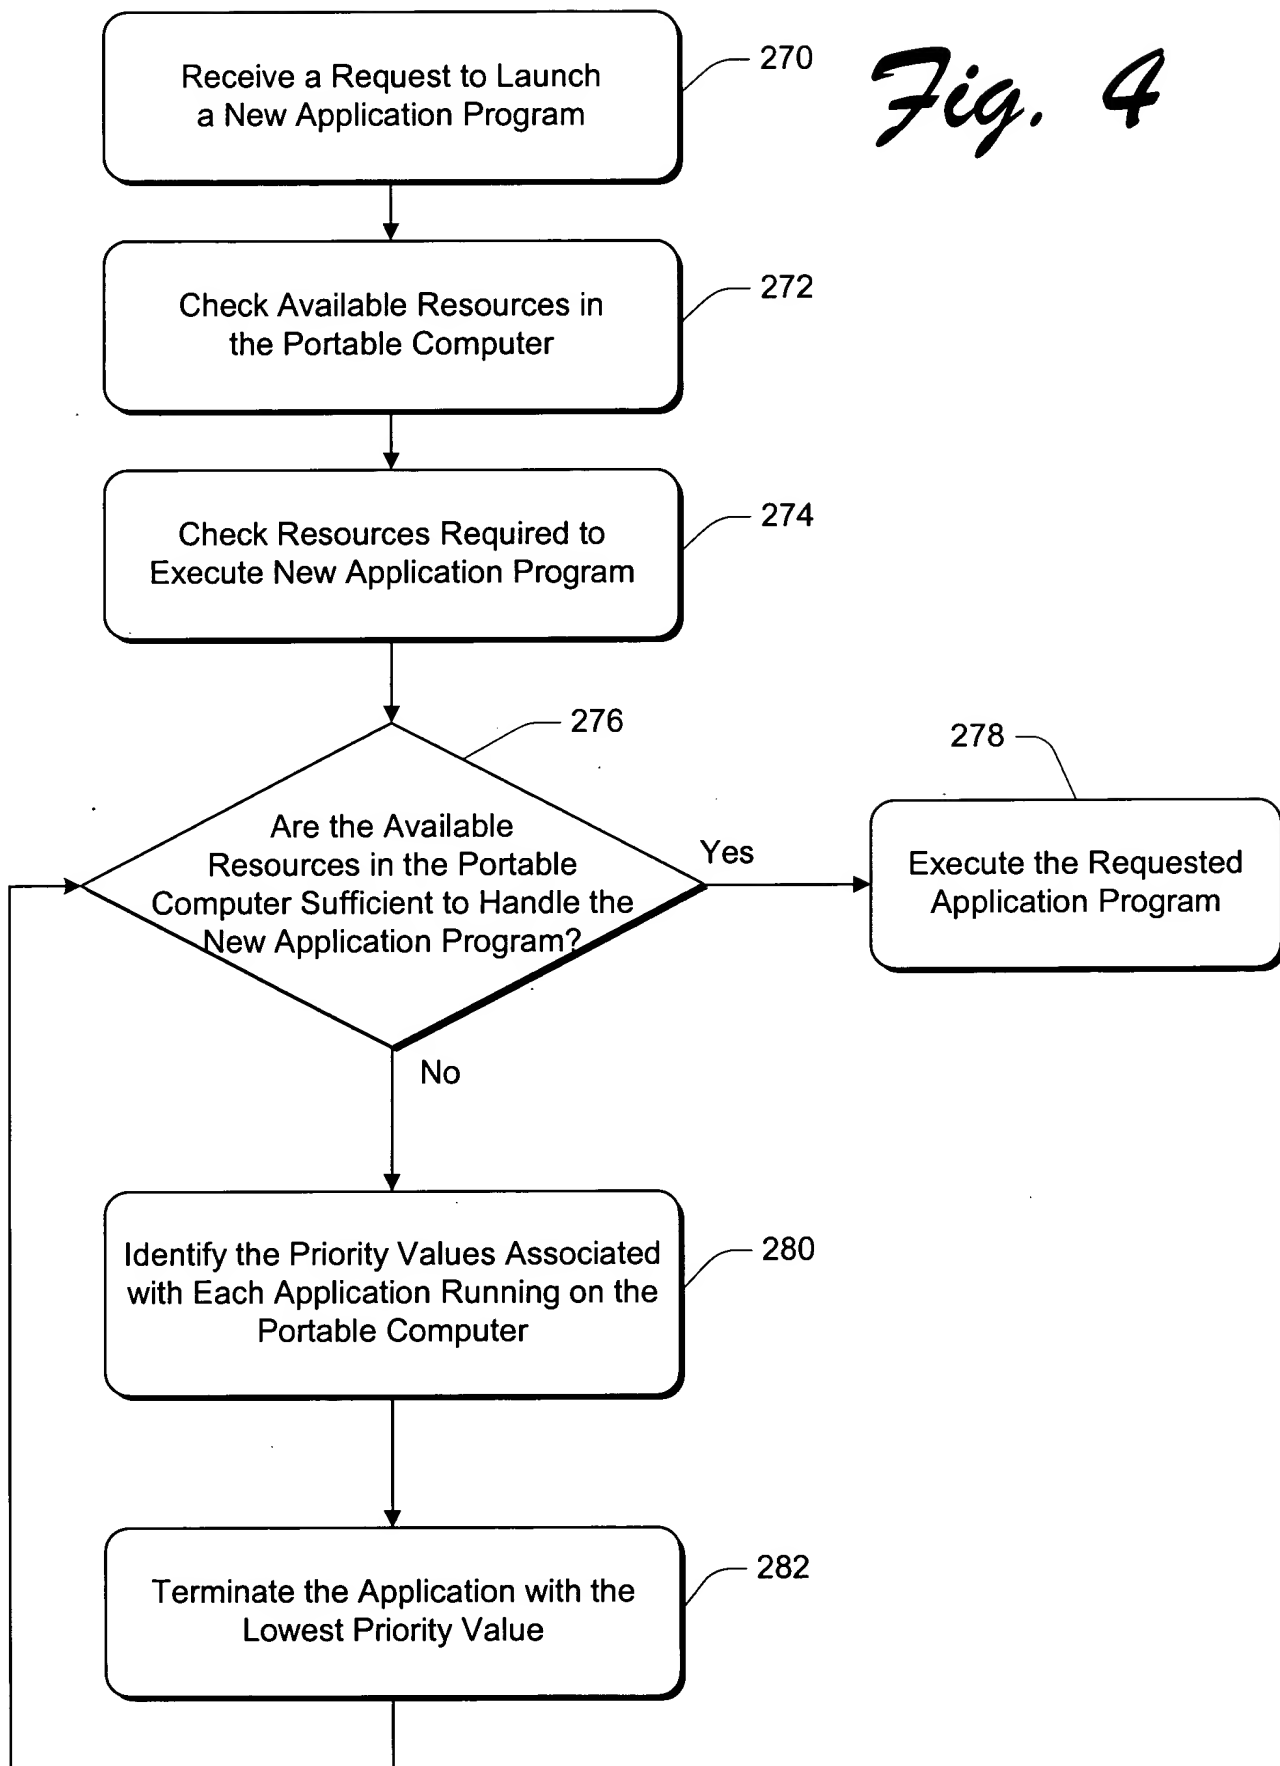 Fig. 4
Receive a Request to Launch
a New Application Program
270
Check Available Resources in
the Portable Computer
272
Check Resources Required to
Execute New Application Program
274
276
Are the Available
Resources in the Portable
Computer Sufficient to Handle the
New Application Program?
Yes
278
Execute the Requested
Application Program
No
Identify the Priority Values Associated
with Each Application Running on the
Portable Computer
280
Terminate the Application with the
Lowest Priority Value
282